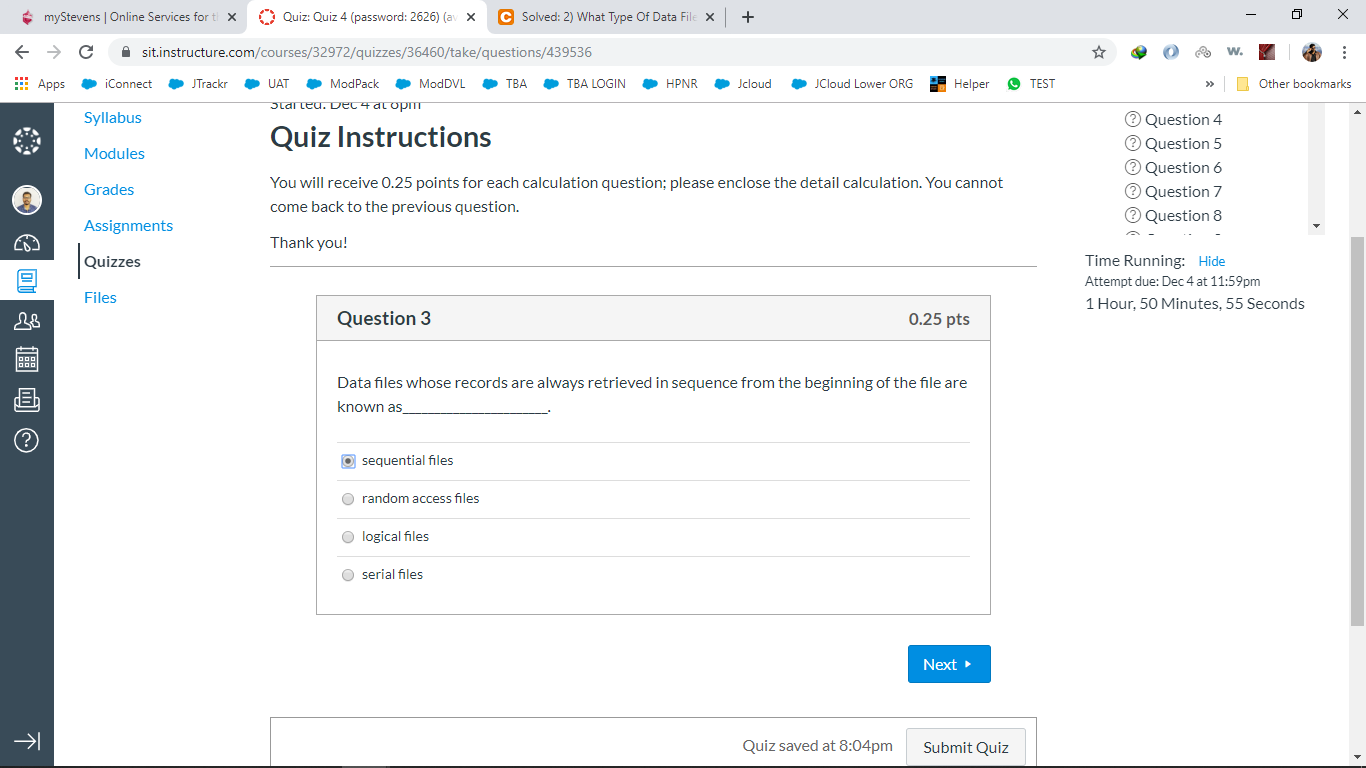 myStevens | Online Services for t
Quiz: Quiz 4 (password: 2626) (av
Solved: 2) What Type Of Data File
sit.instructure.com/courses/32972/quizzes/36460/take/questions/439536
Apps iConnect JTrackr UAT ModPack ModDVL TBA TBA LOGIN HPNR Jcloud JCloud Lower ORG Helper TEST » Other bookmarks
Syllabus
Modules
Grades
Assignments
Quizzes
Files
Started: Dec 4 at 6pm
Quiz Instructions
You will receive 0.25 points for each calculation question; please enclose the detail calculation. You cannot
come back to the previous question.
Thank you!
Question 3 0.25 pts
Data files whose records are always retrieved in sequence from the beginning of the file are
known as_______________________.
sequential files
random access files
logical files
serial files
Next
Quiz saved at 8:04pm
Submit Quiz
Question 4
Question 5
Question 6
Question 7
Question 8
Time Running: Hide
Attempt due: Dec 4 at 11:59pm
1 Hour, 50 Minutes, 55 Seconds